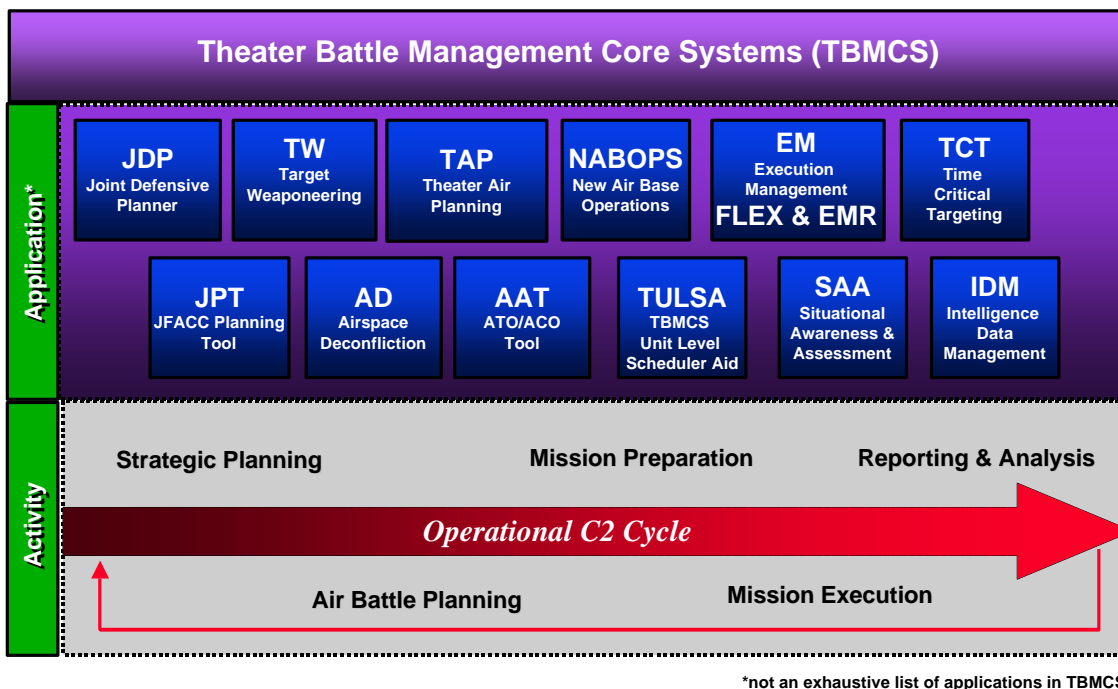 Theater Battle Management Core Systems (TBMCS)
Application*
JDP
Joint Defensive
Planner
TW
Target
Weaponeering
TAP
Theater Air
Planning
NABOPS
New Air Base
Operations
EM
Execution
Management
FLEX & EMR
TCT
Time
Critical
Targeting
JPT
JFACC Planning
Tool
AD
Airspace
Deconfliction
AAT
ATO/ACO
Tool
TULSA
TBMCS
Unit Level
Scheduler Aid
SAA
Situational
Awareness &
Assessment
IDM
Intelligence
Data
Management
Activity
Strategic Planning
Mission Preparation
Reporting & Analysis
Operational C2 Cycle
Air Battle Planning
Mission Execution
*not an exhaustive list of applications in TBMCS